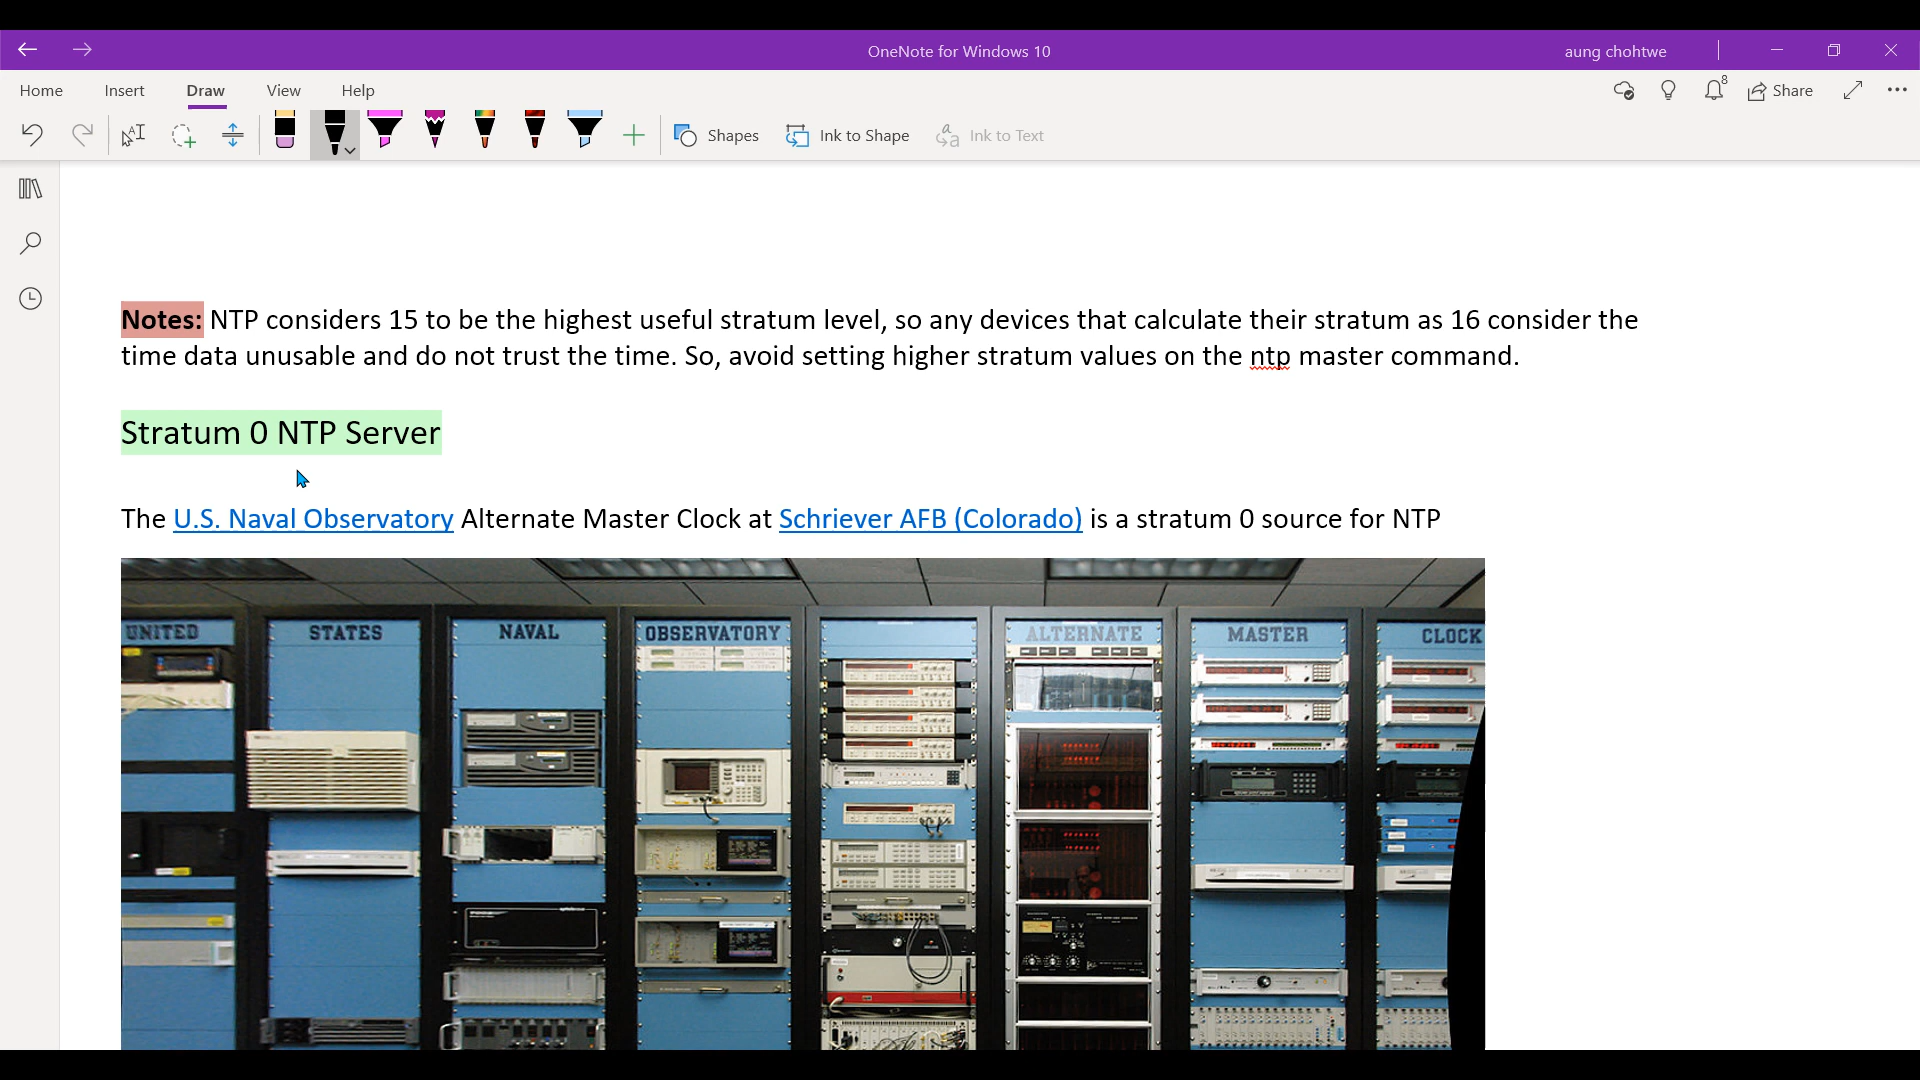 OneNote for Windows 10
aung chohtwe
Home Insert Draw View Help
8
Share
Shapes
Ink to Shape
Ink to Text
Notes: NTP considers 15 to be the highest useful stratum level, so any devices that calculate their stratum as 16 consider the
time data unusable and do not trust the time. So, avoid setting higher stratum values on the ntp master command.
Stratum 0 NTP Server
The U.S. Naval Observatory Alternate Master Clock at Schriever AFB (Colorado) is a stratum 0 source for NTP
UNITED STATES NAVAL OBSERVATORY ALTERNATE MASTER CLOCK